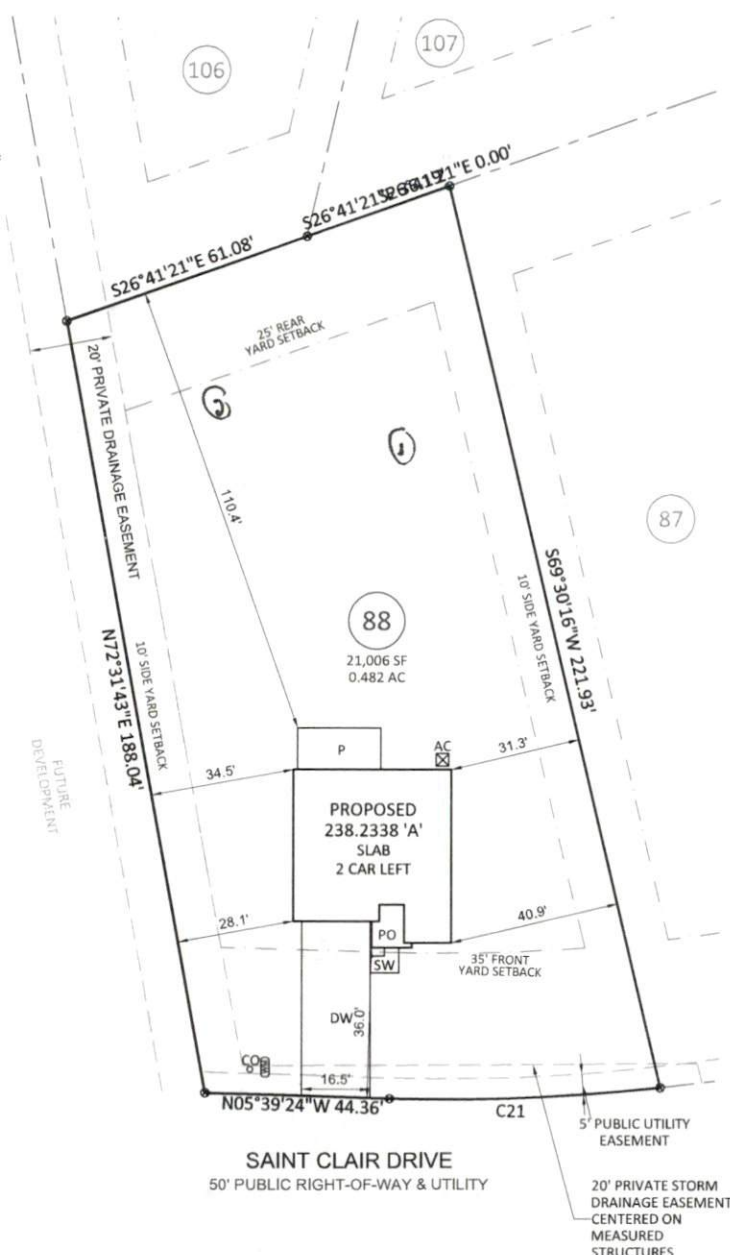 107
106
S26°41'21"E 0.00'
S26°41'21"E
S26°41'21"E 61.08'
25' REAR
YARD SETBACK
20' PRIVATE DRAINAGE EASEMENT
110.4'
87
88
21,006 SF
0.482 AC
S69°30'16"W 221.93'
10' SIDE YARD SETBACK
N72°31'43"E 188.04'
10' SIDE YARD SETBACK
FUTURE
DEVELOPMENT
P
AC
31.3'
34.5'
PROPOSED
238.2338 'A'
SLAB
2 CAR LEFT
28.1'
40.9'
PO
SW
35' FRONT
YARD SETBACK
DW
36.0'
CO
16.5'
N05°39'24"W 44.36'
C21
5' PUBLIC UTILITY
EASEMENT
SAINT CLAIR DRIVE
50' PUBLIC RIGHT-OF-WAY & UTILITY
20' PRIVATE STORM
DRAINAGE EASEMENT
CENTERED ON
MEASURED
STRUCTURES